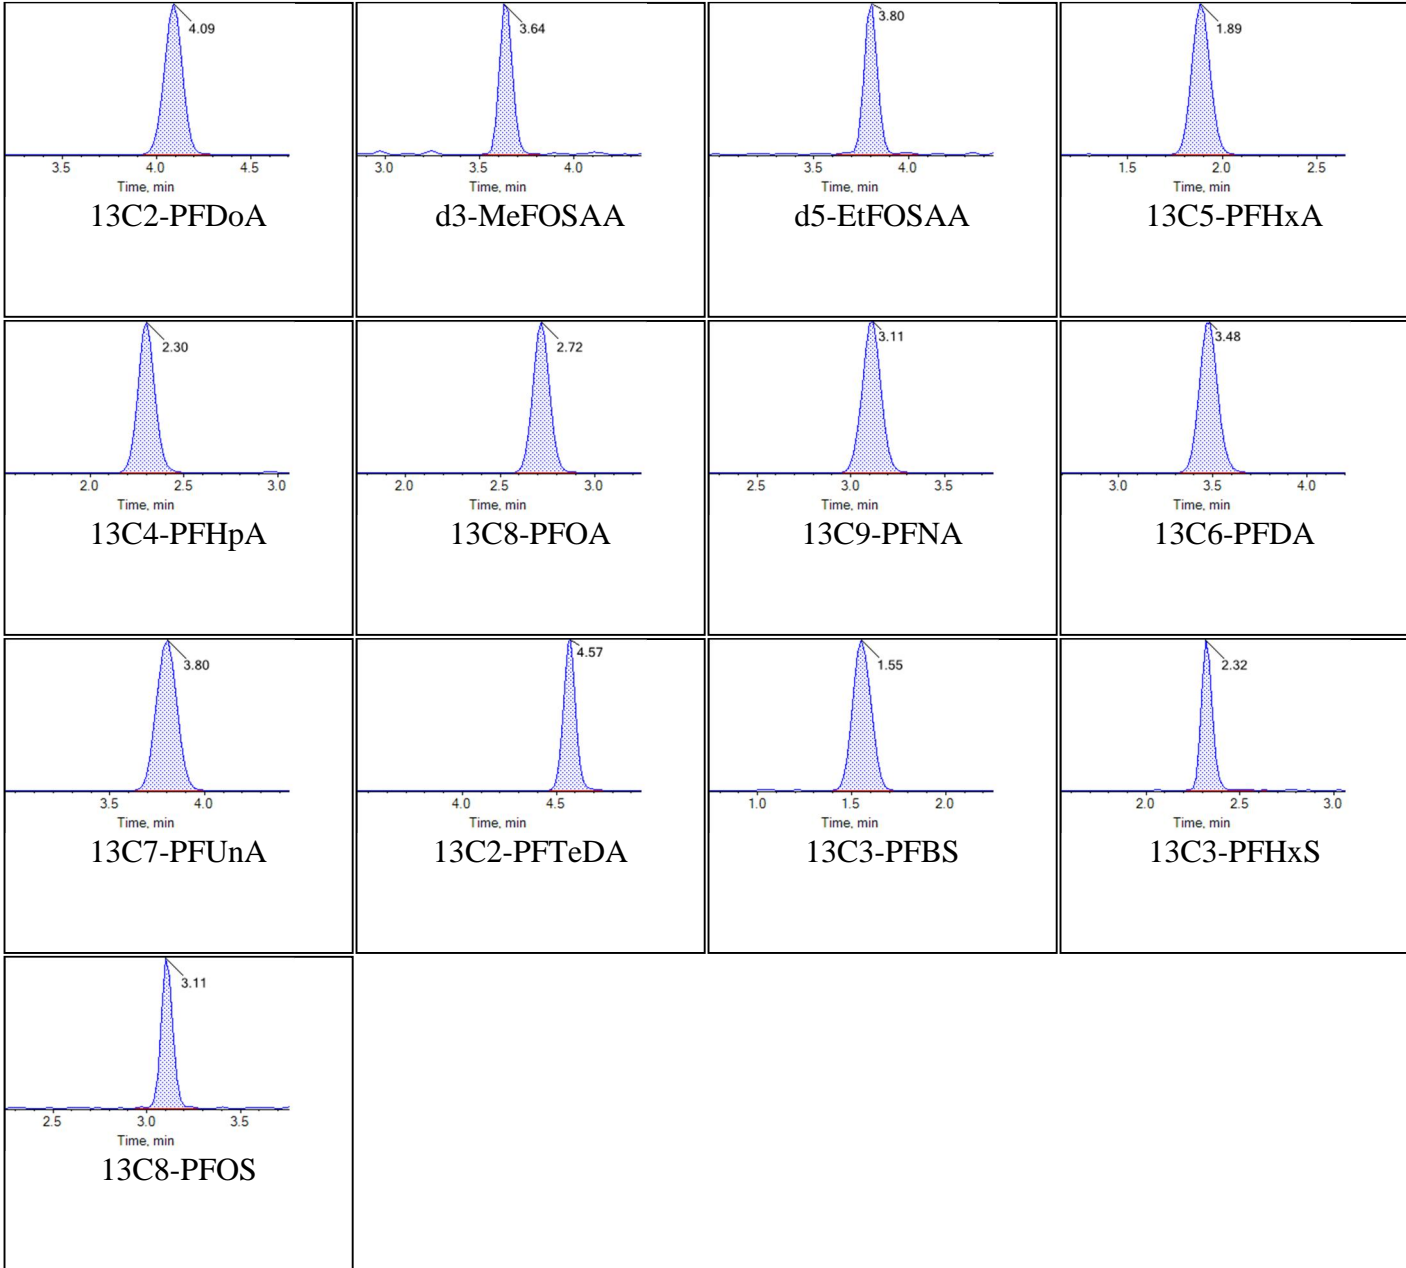 4.09
3.5 4.0 4.5
Time, min
13C2-PFDoA
3.64
3.0 3.5 4.0
Time, min
d3-MeFOSAA
3.80
3.5 4.0
Time, min
d5-EtFOSAA
1.89
1.5 2.0 2.5
Time, min
13C5-PFHxA
2.30
2.0 2.5 3.0
Time, min
13C4-PFHpA
2.72
2.0 2.5 3.0
Time, min
13C8-PFOA
3.11
2.5 3.0 3.5
Time, min
13C9-PFNA
3.48
3.0 3.5 4.0
Time, min
13C6-PFDA
3.80
3.5 4.0
Time, min
13C7-PFUnA
4.57
4.0 4.5
Time, min
13C2-PFTeDA
1.55
1.0 1.5 2.0
Time, min
13C3-PFBS
2.32
2.0 2.5 3.0
Time, min
13C3-PFHxS
3.11
2.5 3.0 3.5
Time, min
13C8-PFOS